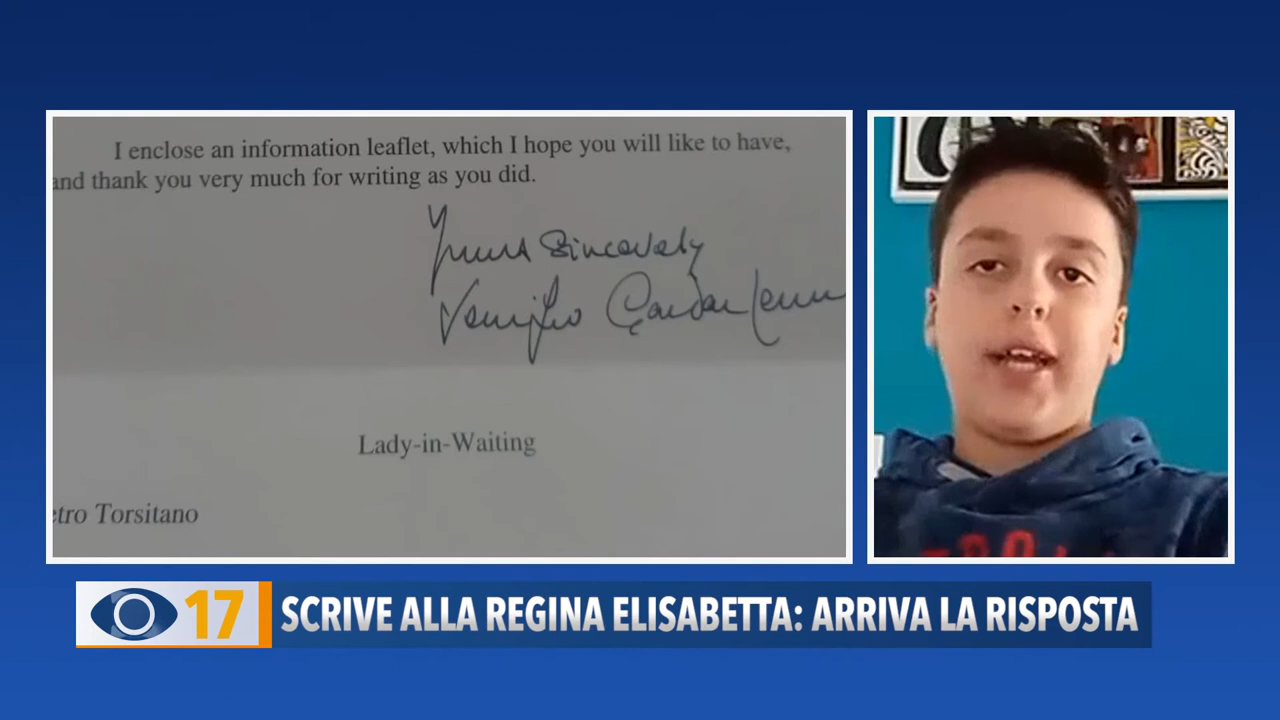 I enclose an information leaflet, which I hope you will like to have,
and thank you very much for writing as you did.
Yours Sincerely
Lady-in-Waiting
etro Torsitano
17 SCRIVE ALLA REGINA ELISABETTA: ARRIVA LA RISPOSTA